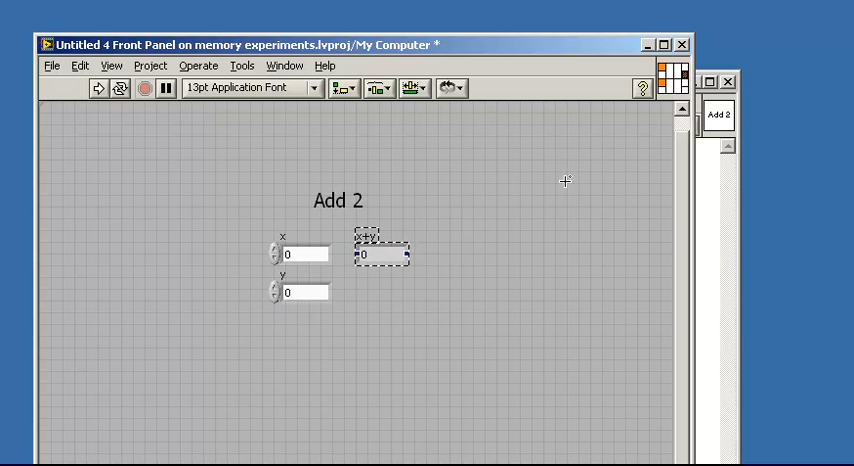 Untitled 4 Front Panel on memory experiments.lvproj/My Computer *
File Edit View Project Operate Tools Window Help
13pt Application Font
?
Add 2
Add 2
x
x+y
0
0
y
0